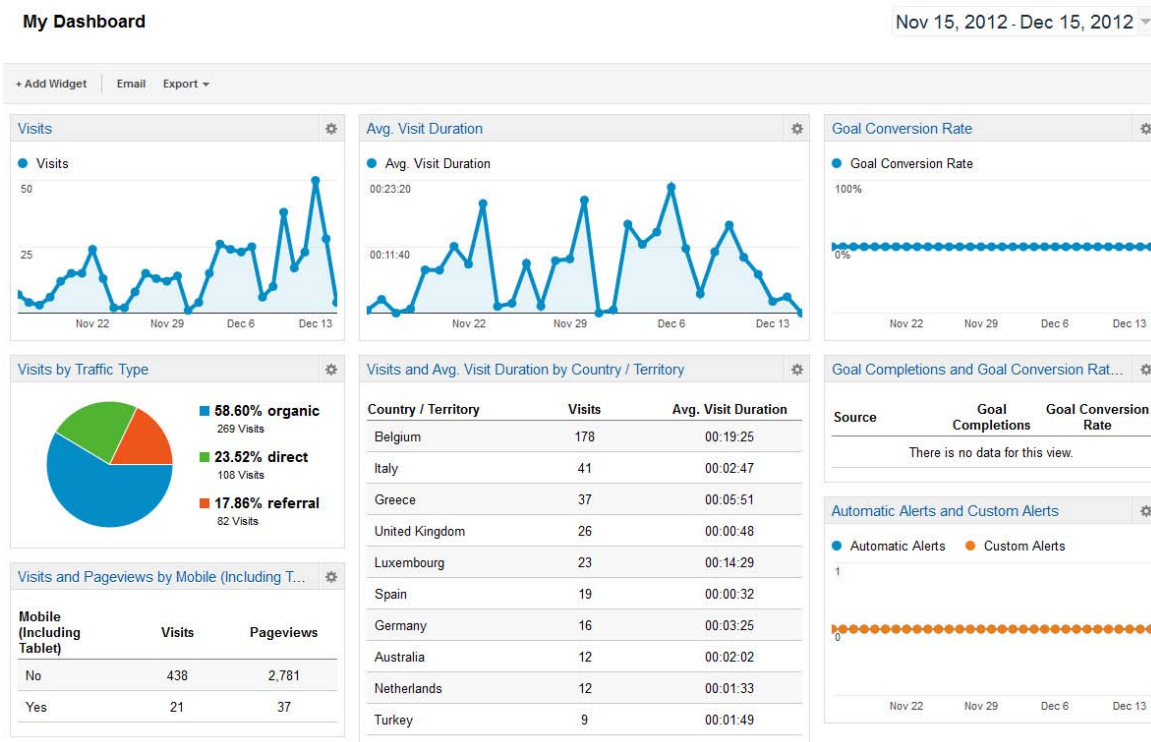 My Dashboard
Nov 15, 2012 - Dec 15, 2012
+ Add Widget Email Export
Visits
Visits
50
25
Nov 22 Nov 29 Dec 6 Dec 13
Avg. Visit Duration
Avg. Visit Duration
00:23:20
00:11:40
Nov 22 Nov 29 Dec 6 Dec 13
Goal Conversion Rate
Goal Conversion Rate
100%
0%
Nov 22 Nov 29 Dec 6 Dec 13
Visits by Traffic Type
58.60% organic
269 Visits
23.52% direct
108 Visits
17.86% referral
82 Visits
Visits and Pageviews by Mobile (Including T...
Mobile
(Including
Tablet)
Visits Pageviews
No 438 2,781
Yes 21 37
Visits and Avg. Visit Duration by Country / Territory
Country / Territory Visits Avg. Visit Duration
Belgium 178 00:19:25
Italy 41 00:02:47
Greece 37 00:05:51
United Kingdom 26 00:00:48
Luxembourg 23 00:14:29
Spain 19 00:00:32
Germany 16 00:03:25
Australia 12 00:02:02
Netherlands 12 00:01:33
Turkey 9 00:01:49
Goal Completions and Goal Conversion Rat...
Source
Goal
Completions
Goal Conversion
Rate
There is no data for this view.
Automatic Alerts and Custom Alerts
Automatic Alerts Custom Alerts
1
0
Nov 22 Nov 29 Dec 6 Dec 13